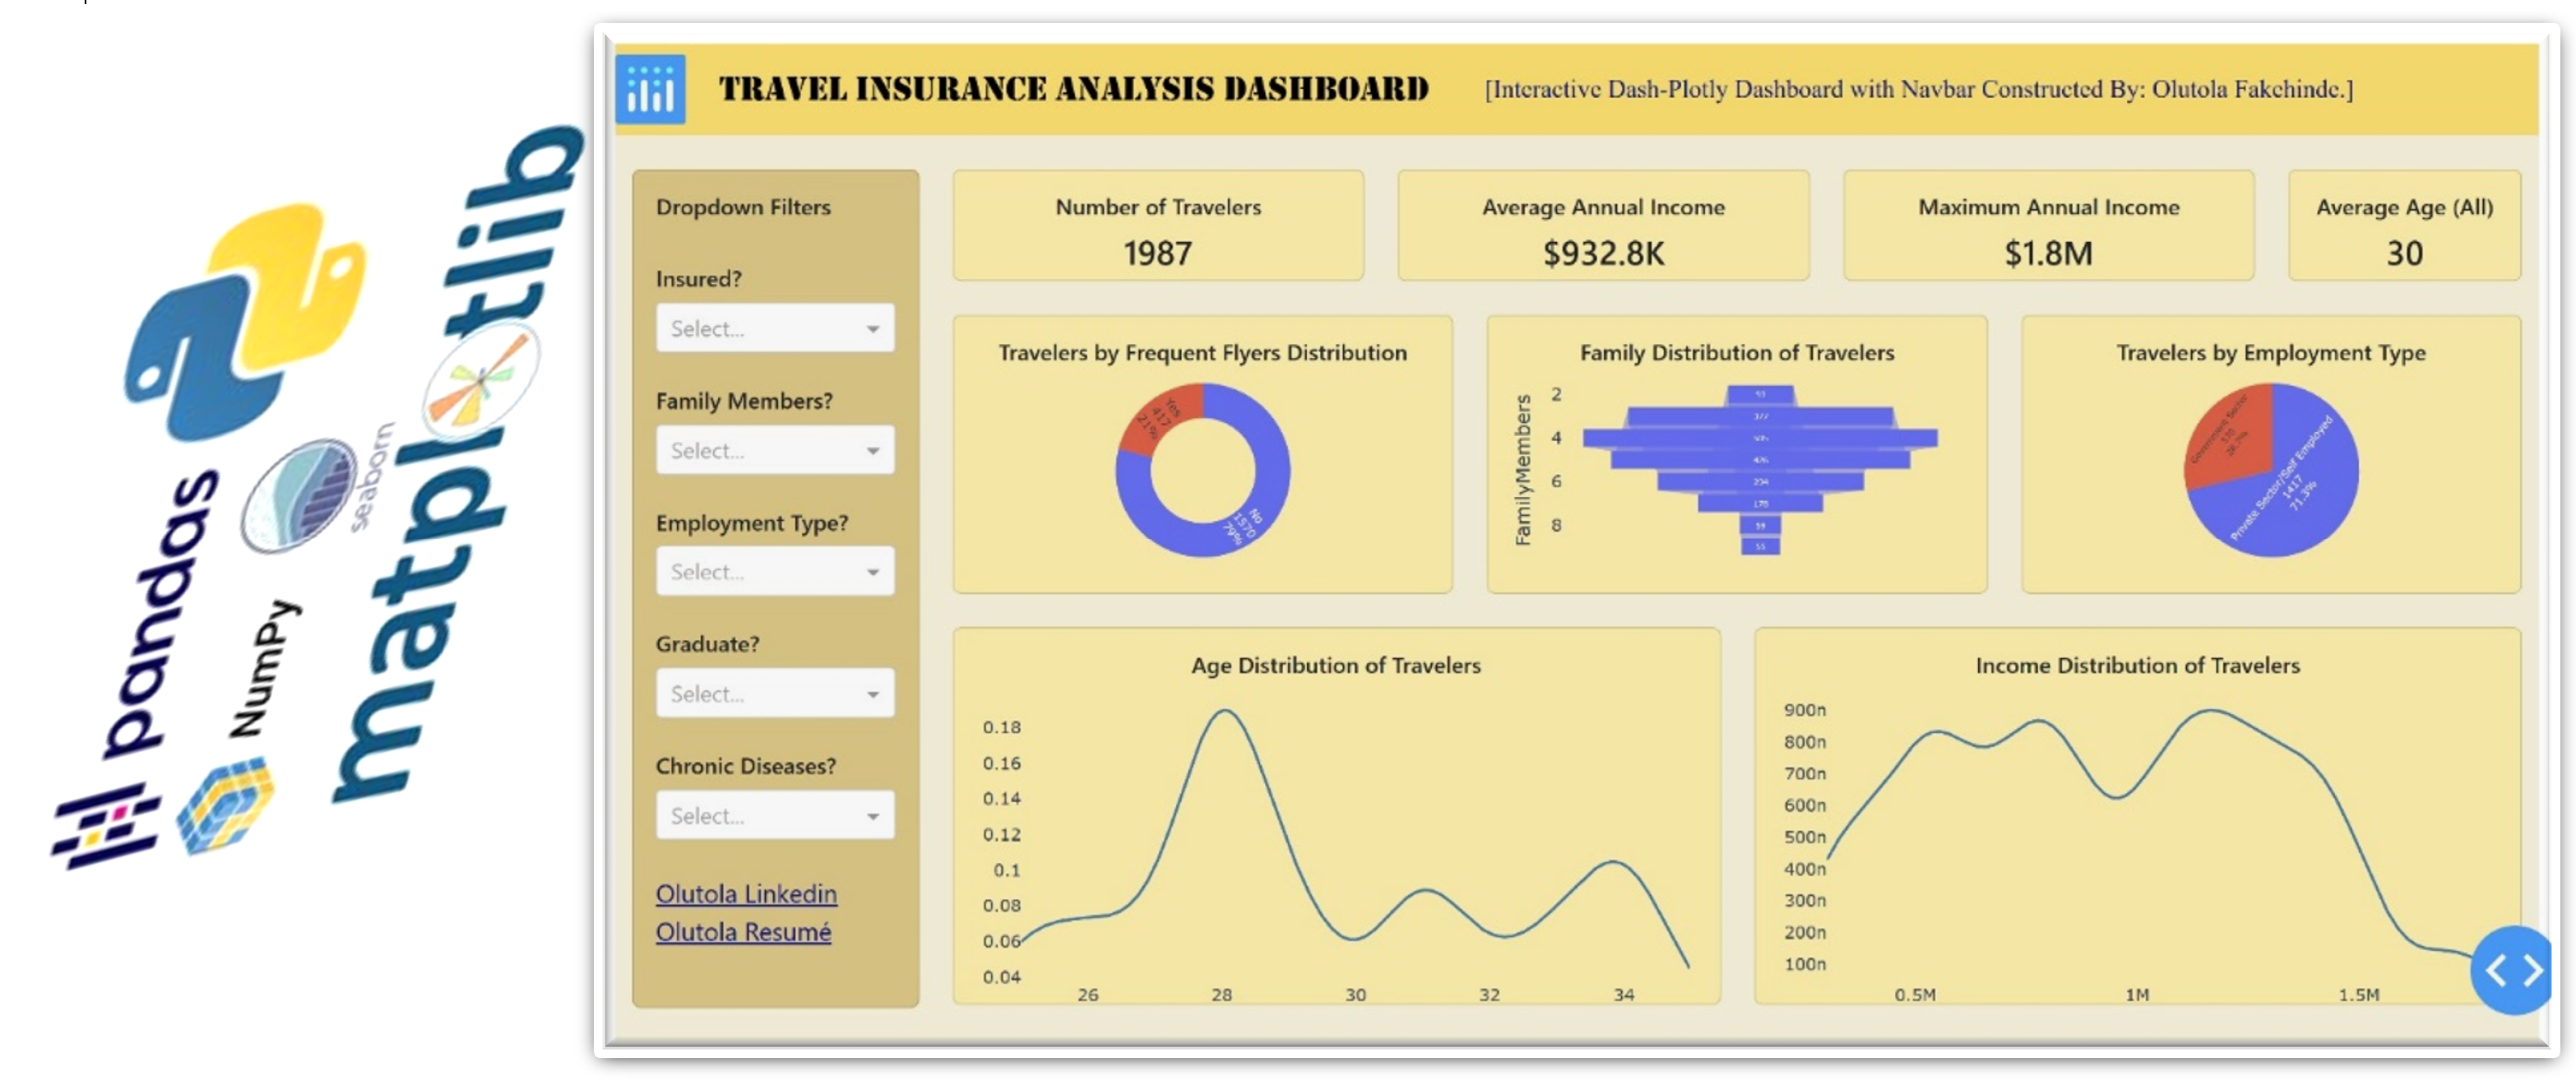 pandas
NumPy
seaborn
matplotlib
TRAVEL INSURANCE ANALYSIS DASHBOARD
[Interactive Dash-Plotly Dashboard with Navbar Constructed By: Olutola Fakehinde.]
Dropdown Filters
Insured?
Select...
Family Members?
Select...
Employment Type?
Select...
Graduate?
Select...
Chronic Diseases?
Select...
Olutola Linkedin
Olutola Resumé
Number of Travelers
1987
Average Annual Income
$932.8K
Maximum Annual Income
$1.8M
Average Age (All)
30
Travelers by Frequent Flyers Distribution
Yes
417
21%
No
1570
79%
Family Distribution of Travelers
FamilyMembers
2
4
6
8
Travelers by Employment Type
Government Sector
570
Private Sector/Self Employed
1417
71.3%
Age Distribution of Travelers
0.18
0.16
0.14
0.12
0.1
0.08
0.06
0.04
26
28
30
32
34
Income Distribution of Travelers
900n
800n
700n
600n
500n
400n
300n
200n
100n
0.5M
1M
1.5M